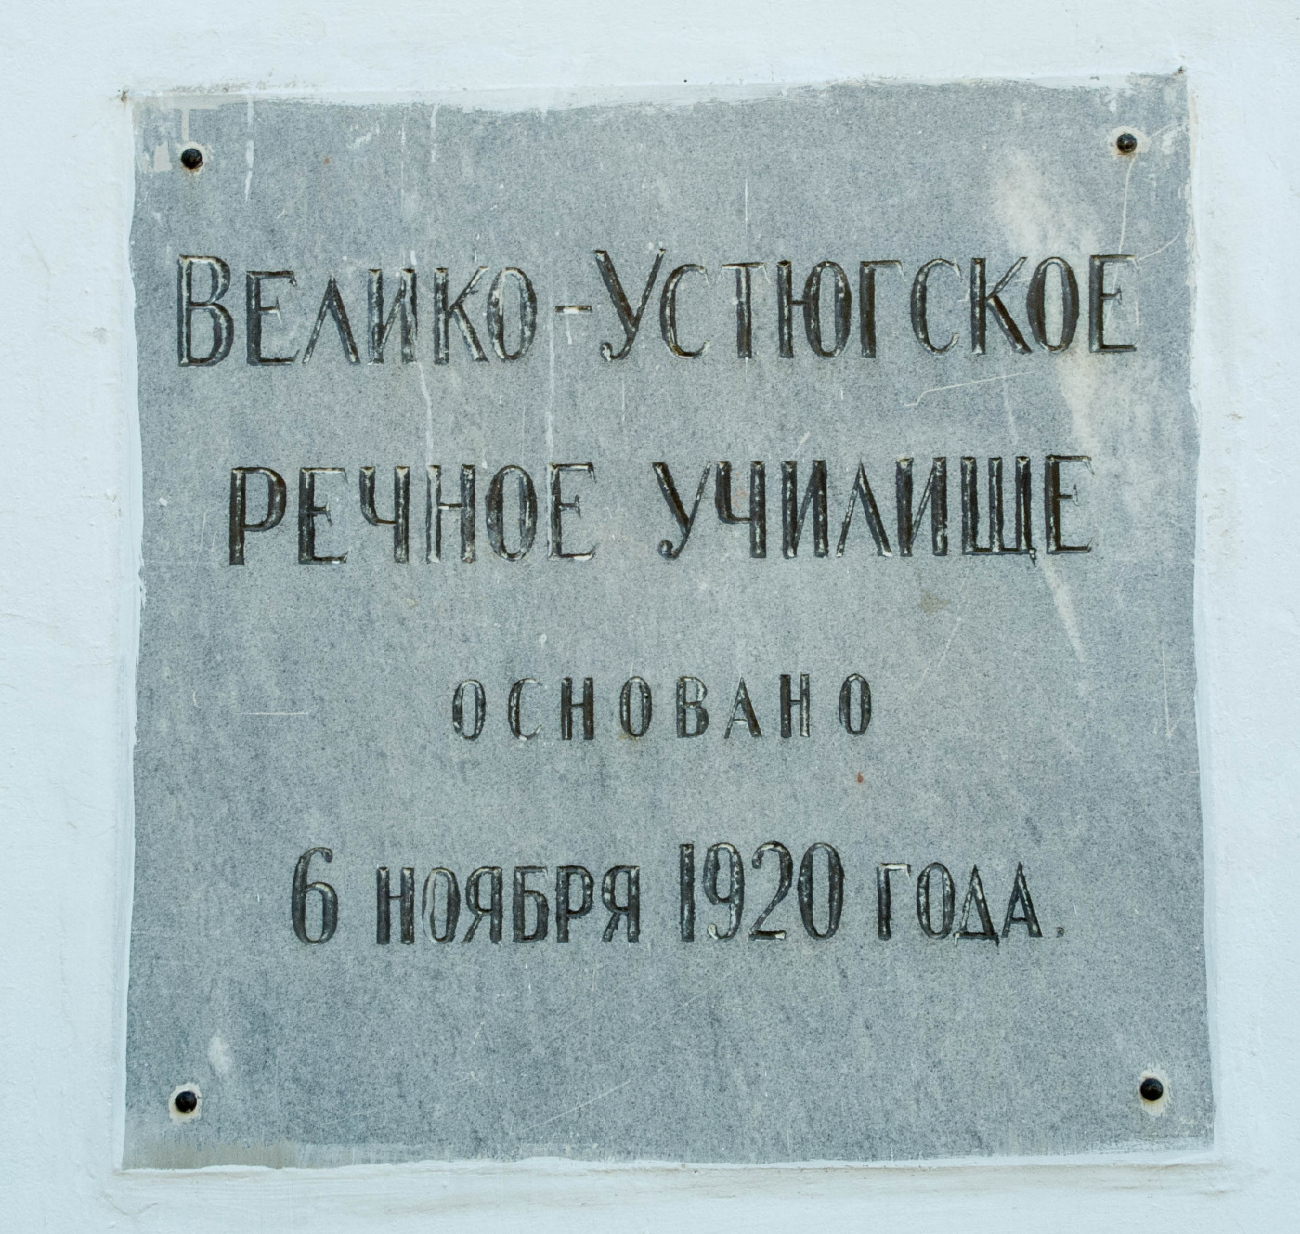 Велико-Устюгское
речное училище
основано
6 ноября 1920 года.